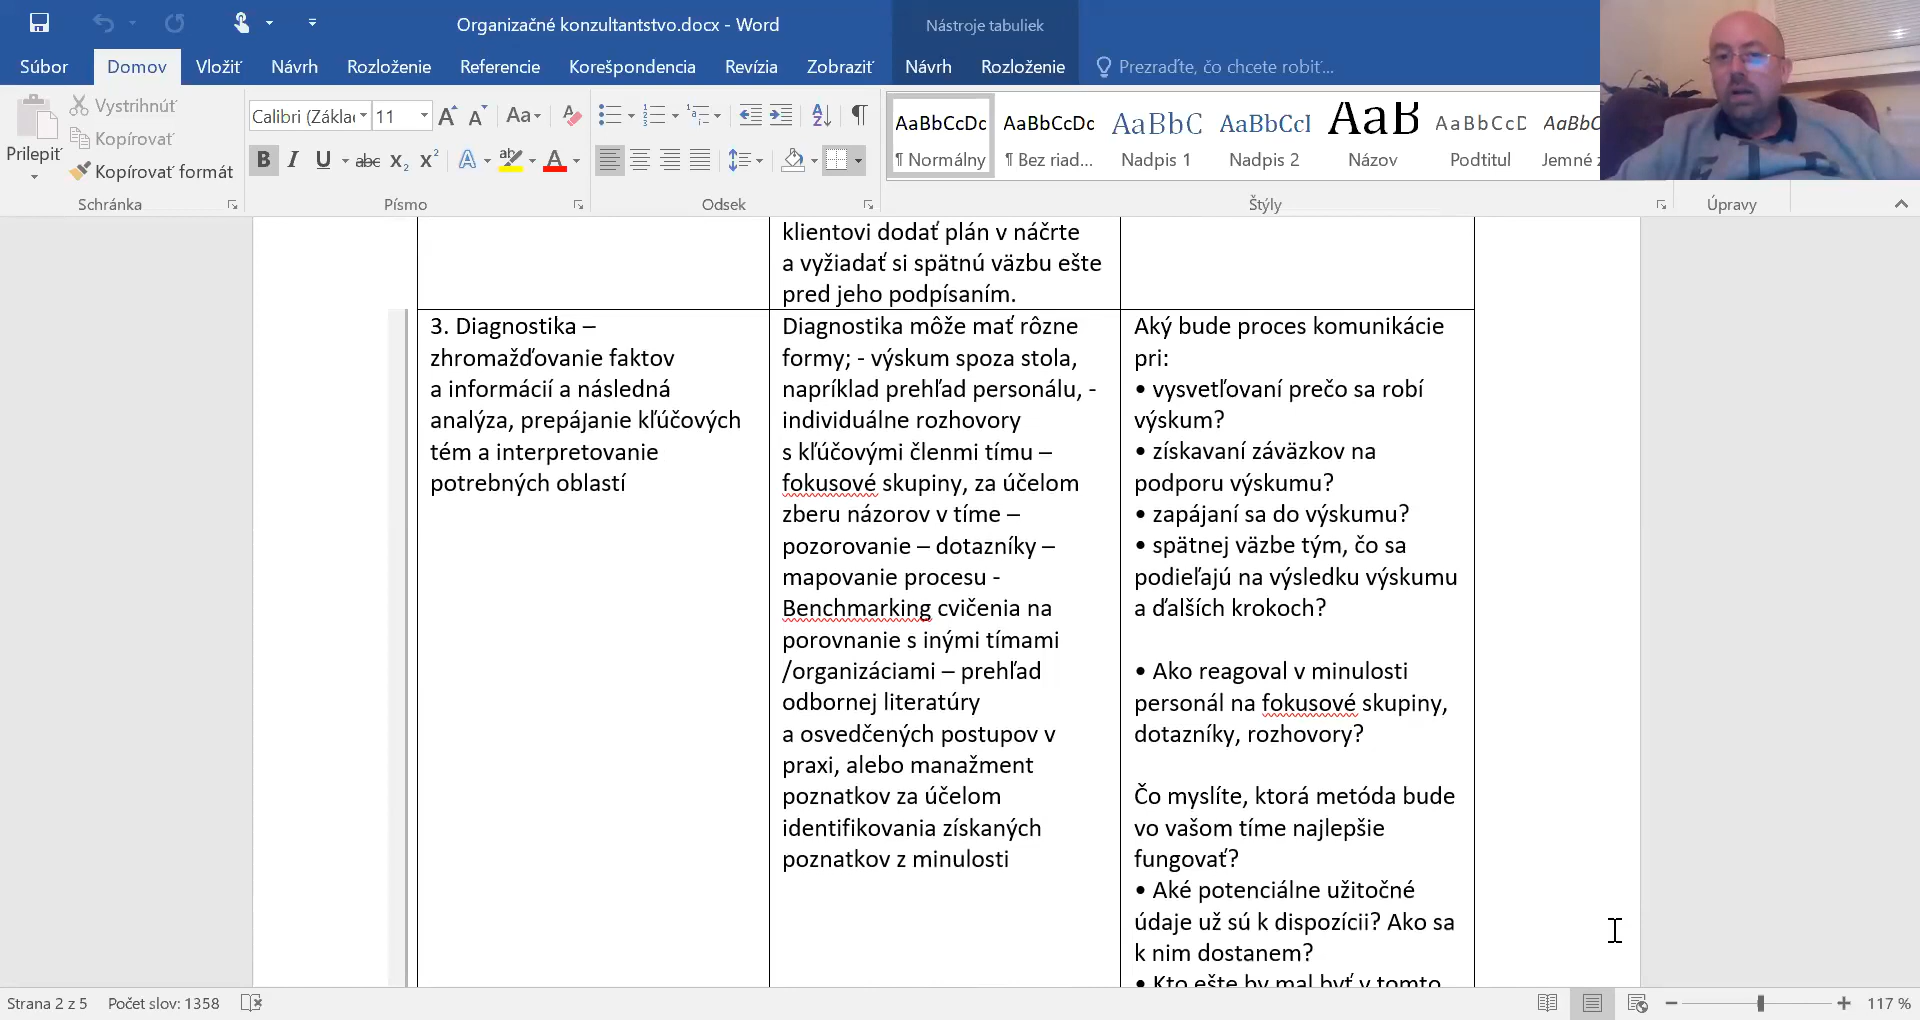 Organizačné konzultantstvo.docx - Word
Nástroje tabuliek
Súbor Domov Vložiť Návrh Rozloženie Referencie Korešpondencia Revízia Zobraziť Návrh Rozloženie Prezraďte, čo chcete robiť...
Prilepiť
Vystrihnúť
Kopírovať
Kopírovať formát
Schránka
Calibri (Zákla 11
Písmo
Odsek
AaBbCcDc AaBbCcDc AaBbC AaBbCcI AaB AaBbCcD AaBbC
¶ Normálny ¶ Bez riad... Nadpis 1 Nadpis 2 Názov Podtitul Jemné
Štýly
Úpravy
klientovi dodať plán v náčrte
a vyžiadať si spätnú väzbu ešte
pred jeho podpísaním.
3. Diagnostika –
zhromažďovanie faktov
a informácií a následná
analýza, prepájanie kľúčových
tém a interpretovanie
potrebných oblastí
Diagnostika môže mať rôzne
formy; - výskum spoza stola,
napríklad prehľad personálu, -
individuálne rozhovory
s kľúčovými členmi tímu –
fokusové skupiny, za účelom
zberu názorov v tíme –
pozorovanie – dotazníky –
mapovanie procesu -
Benchmarking cvičenia na
porovnanie s inými tímami
/organizáciami – prehľad
odbornej literatúry
a osvedčených postupov v
praxi, alebo manažment
poznatkov za účelom
identifikovania získaných
poznatkov z minulosti
Aký bude proces komunikácie
pri:
• vysvetľovaní prečo sa robí
výskum?
• získavaní záväzkov na
podporu výskumu?
• zapájaní sa do výskumu?
• spätnej väzbe tým, čo sa
podieľajú na výsledku výskumu
a ďalších krokoch?
• Ako reagoval v minulosti
personál na fokusové skupiny,
dotazníky, rozhovory?
Čo myslíte, ktorá metóda bude
vo vašom tíme najlepšie
fungovať?
• Aké potenciálne užitočné
údaje už sú k dispozícii? Ako sa
k nim dostanem?
• Kto ešte by mal byť v tomto
Strana 2 z 5 Počet slov: 1358 117 %